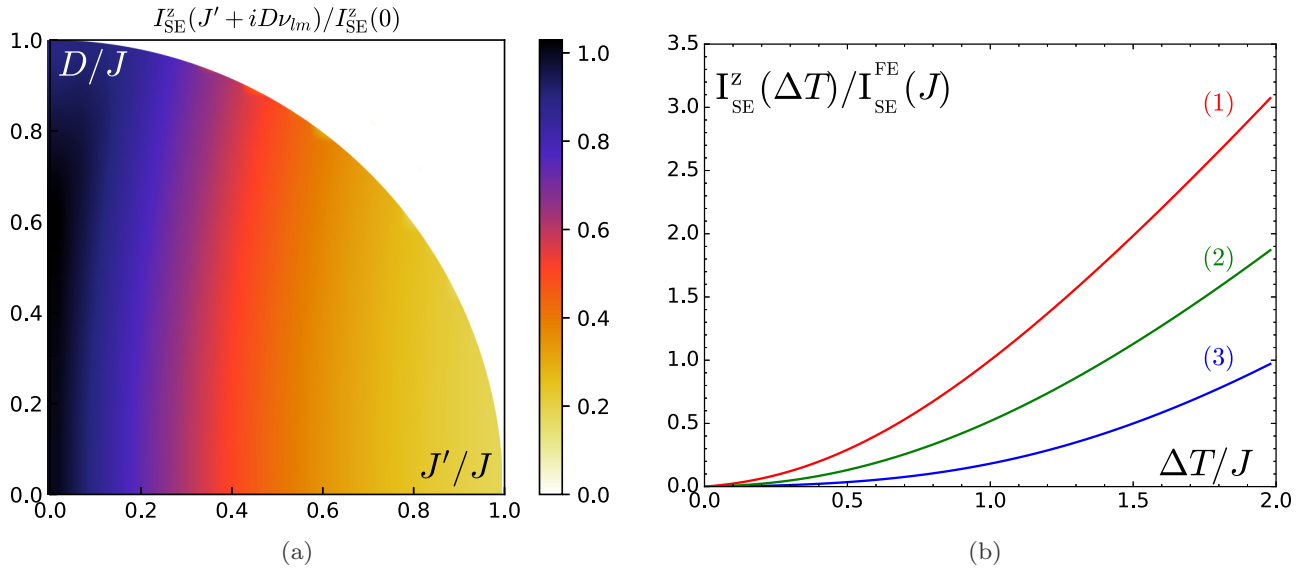 I^z_SE(J′ + iDν_lm)/I^z_SE(0)
D/J
1.0
0.8
0.6
0.4
0.2
0.0
0.0 0.2 0.4 0.6 0.8 1.0
J′/J
1.0
0.8
0.6
0.4
0.2
0.0
(a)
I^z_SE(ΔT)/I^FE_SE(J)
3.5
3.0
2.5
2.0
1.5
1.0
0.5
0.0
(1)
(2)
(3)
ΔT/J
0.0 0.5 1.0 1.5 2.0
(b)